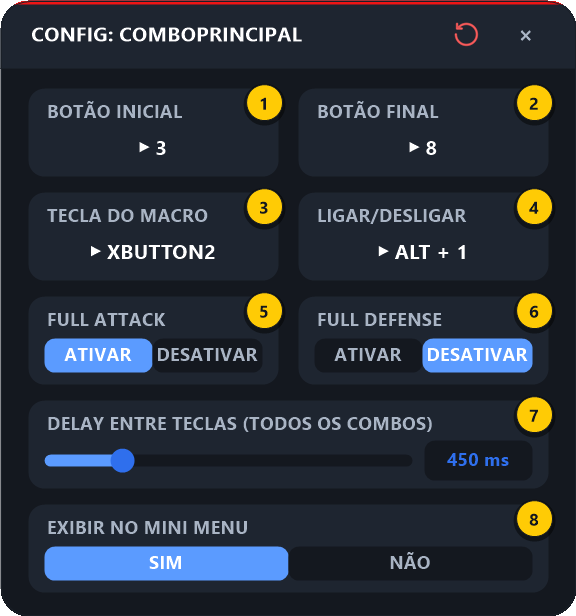 CONFIG: COMBOPRINCIPAL ×
BOTÃO INICIAL 1
▶ 3
BOTÃO FINAL 2
▶ 8
TECLA DO MACRO 3
▶ XBUTTON2
LIGAR/DESLIGAR 4
▶ ALT + 1
FULL ATTACK 5
ATIVAR DESATIVAR
FULL DEFENSE 6
ATIVAR DESATIVAR
DELAY ENTRE TECLAS (TODOS OS COMBOS) 7
450 ms
EXIBIR NO MINI MENU 8
SIM NÃO